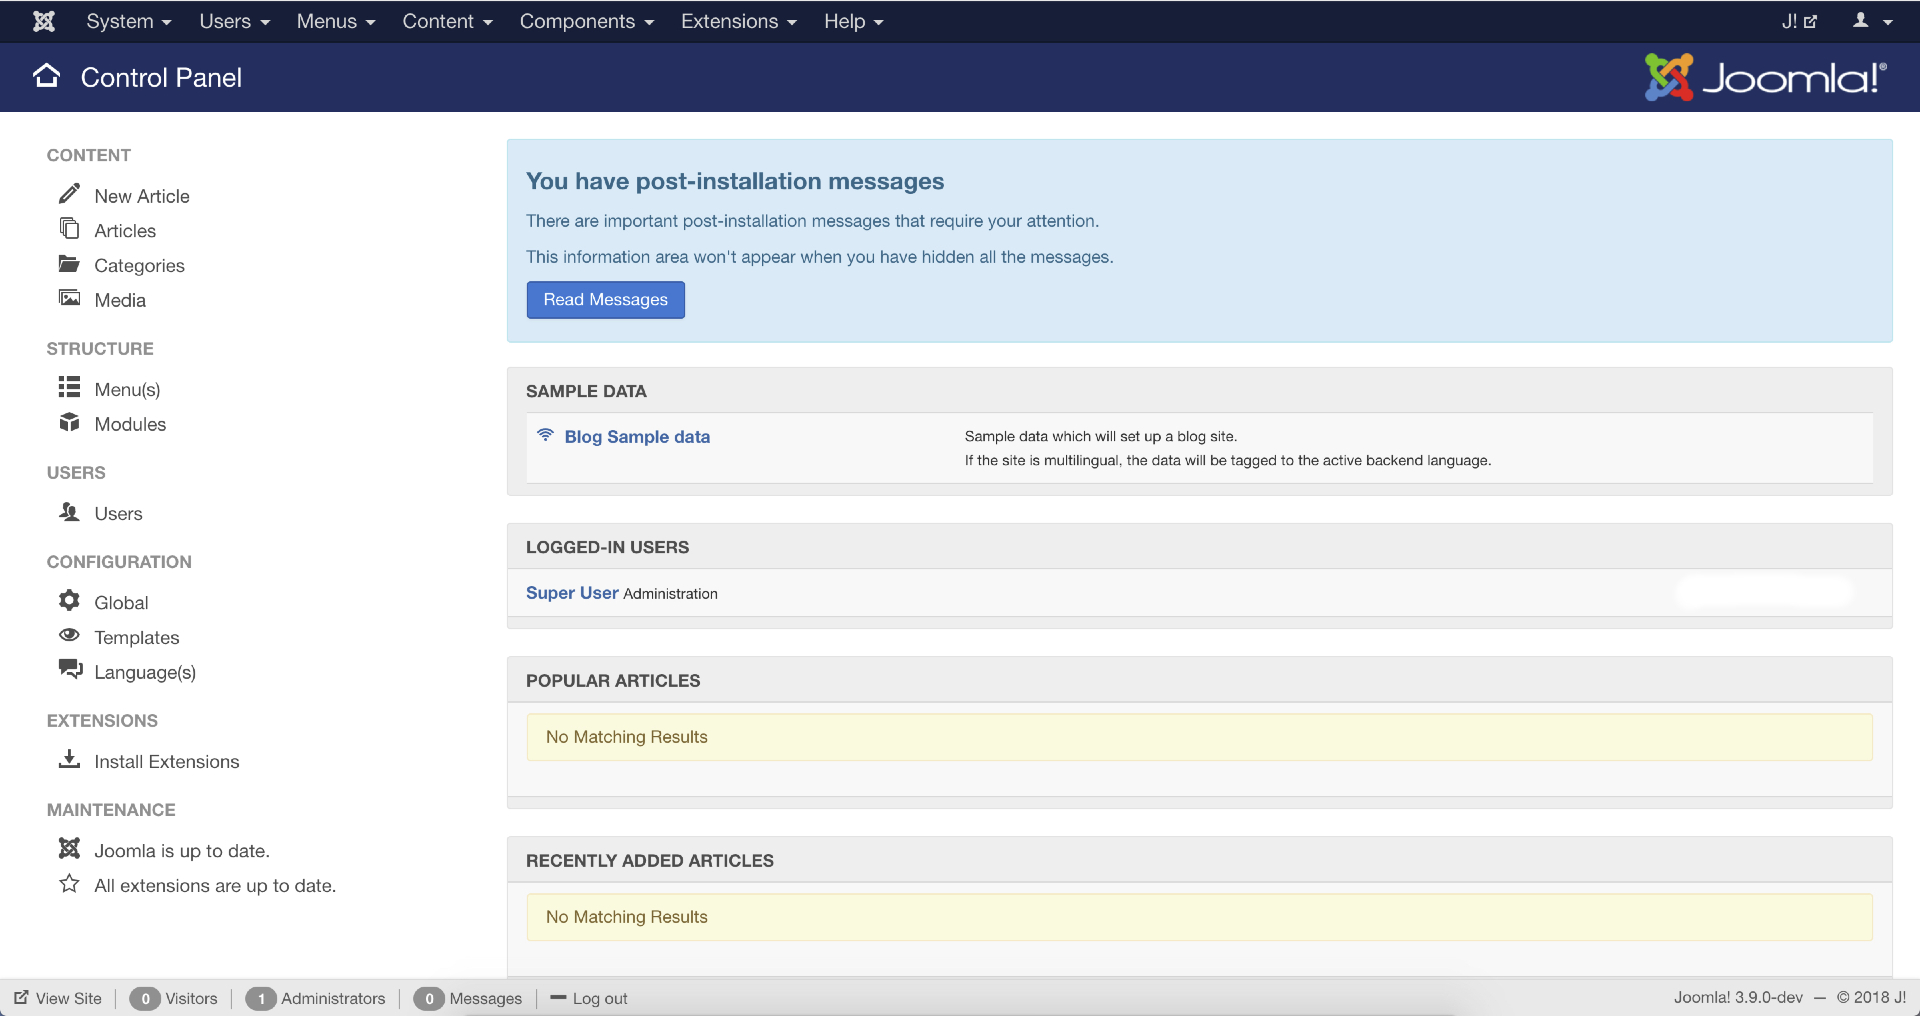 System Users Menus Content Components Extensions Help J!
Control Panel
Joomla!®
CONTENT
New Article
Articles
Categories
Media
STRUCTURE
Menu(s)
Modules
USERS
Users
CONFIGURATION
Global
Templates
Language(s)
EXTENSIONS
Install Extensions
MAINTENANCE
Joomla is up to date.
All extensions are up to date.
You have post-installation messages
There are important post-installation messages that require your attention.
This information area won't appear when you have hidden all the messages.
Read Messages
SAMPLE DATA
Blog Sample data
Sample data which will set up a blog site.
If the site is multilingual, the data will be tagged to the active backend language.
LOGGED-IN USERS
Super User Administration
POPULAR ARTICLES
No Matching Results
RECENTLY ADDED ARTICLES
No Matching Results
View Site 0 Visitors 1 Administrators 0 Messages Log out Joomla! 3.9.0-dev — © 2018 J!